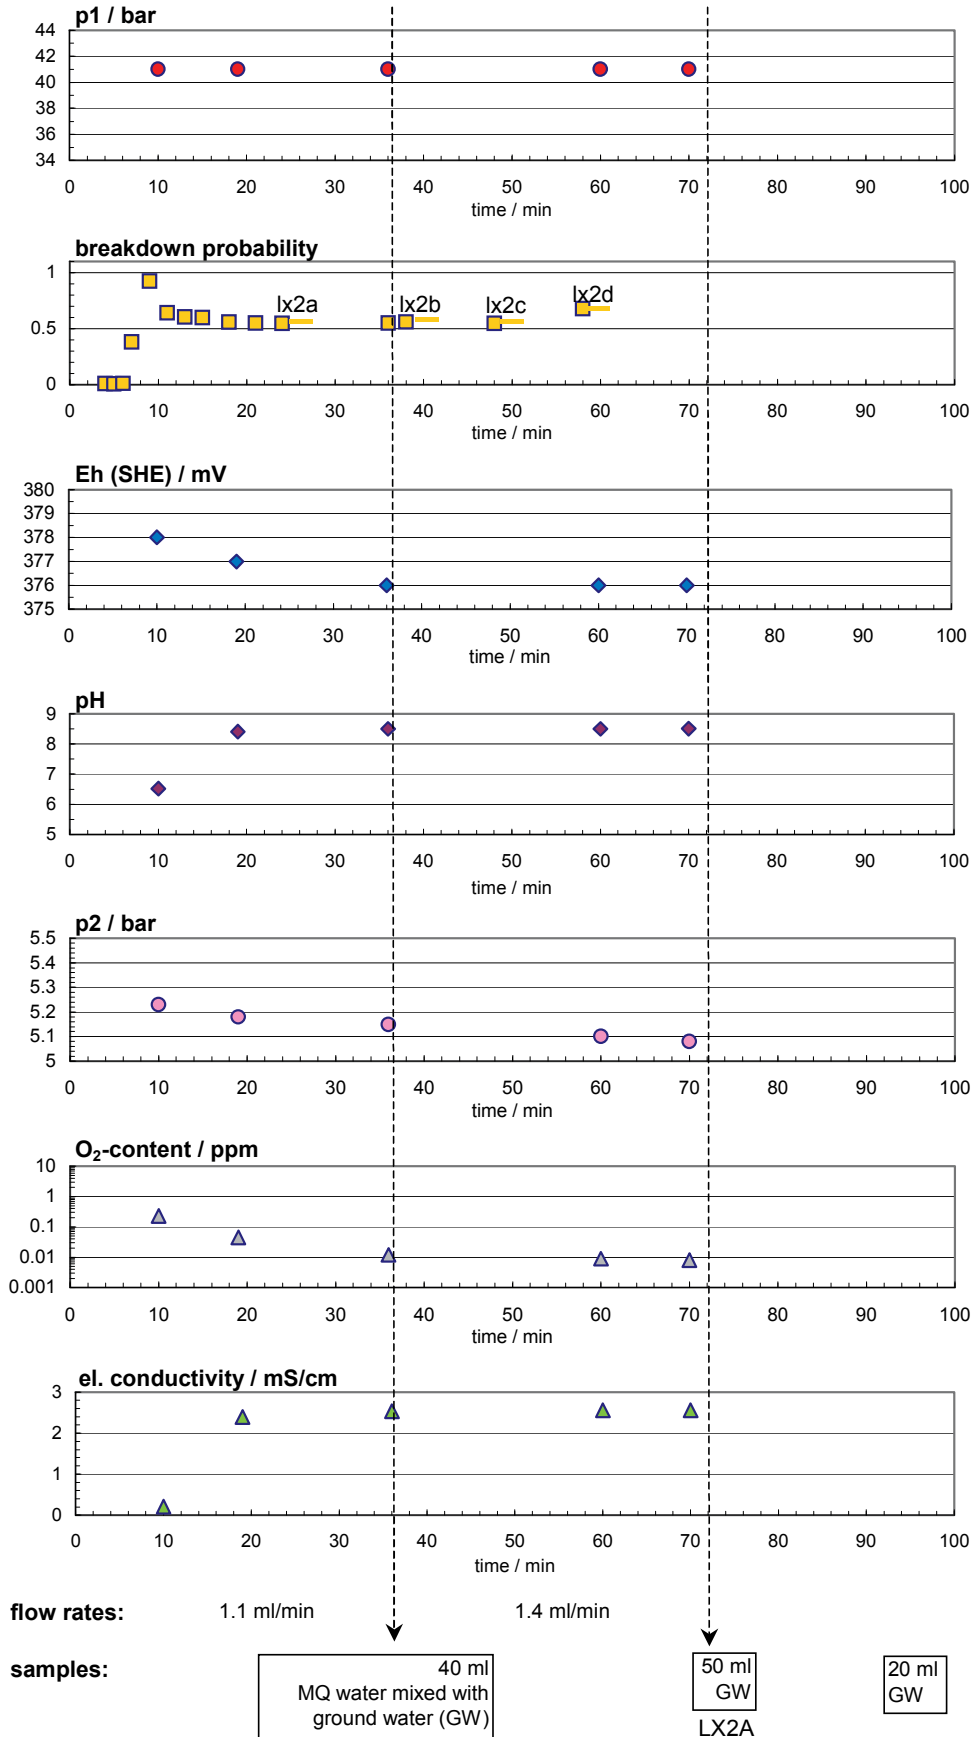 p1 / bar
44
42
40
38
36
34
0 10 20 30 40 50 60 70 80 90 100
time / min
breakdown probability
1
0.5
0
lx2a
lx2b
lx2c
lx2d
0 10 20 30 40 50 60 70 80 90 100
time / min
Eh (SHE) / mV
380
379
378
377
376
375
0 10 20 30 40 50 60 70 80 90 100
time / min
pH
9
8
7
6
5
0 10 20 30 40 50 60 70 80 90 100
time / min
p2 / bar
5.5
5.4
5.3
5.2
5.1
5
0 10 20 30 40 50 60 70 80 90 100
time / min
O₂-content / ppm
10
1
0.1
0.01
0.001
0 10 20 30 40 50 60 70 80 90 100
time / min
el. conductivity / mS/cm
3
2
1
0
0 10 20 30 40 50 60 70 80 90 100
time / min
flow rates: 1.1 ml/min 1.4 ml/min
samples:
40 ml
MQ water mixed with
ground water (GW)
50 ml
GW
LX2A
20 ml
GW